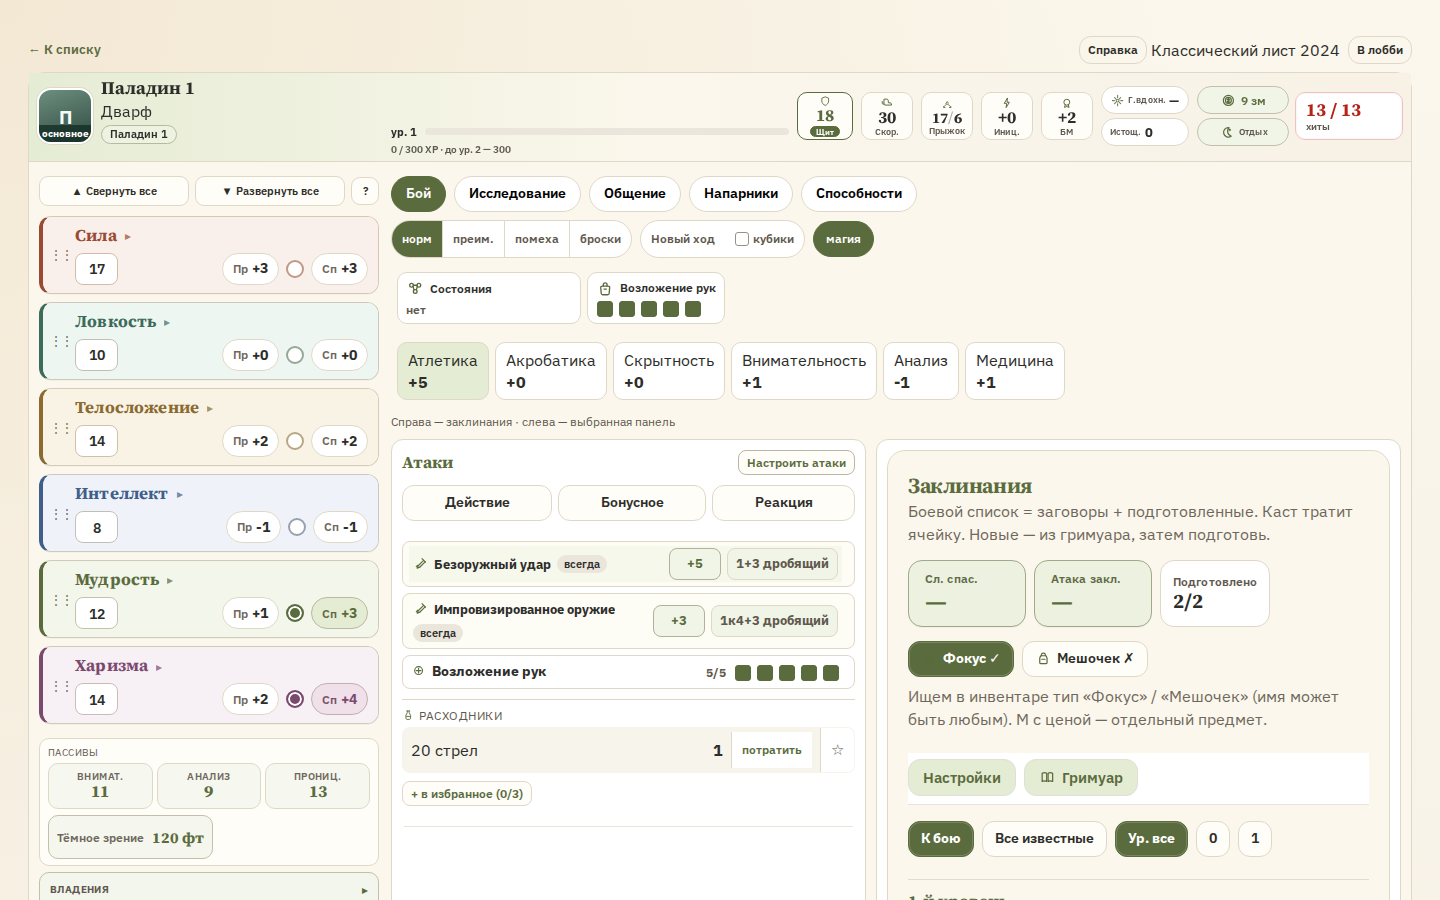 ← К списку
Справка Классический лист 2024 В лобби
П
основное
Паладин 1
Дварф
Паладин 1
ур. 1
0 / 300 XP · до ур. 2 — 300
18
Щит
30
Скор.
17/6
Прыжок
+0
Иниц.
+2
БМ
Г.вдохн. —
Истощ. 0
9 зм
Отдых
13 / 13
хиты
▲ Свернуть все
▼ Развернуть все
?
Сила ▸
17
Пр +3
Сп +3
Ловкость ▸
10
Пр +0
Сп +0
Телосложение ▸
14
Пр +2
Сп +2
Интеллект ▸
8
Пр -1
Сп -1
Мудрость ▸
12
Пр +1
Сп +3
Харизма ▸
14
Пр +2
Сп +4
ПАССИВЫ
ВНИМАТ.
11
АНАЛИЗ
9
ПРОНИЦ.
13
Тёмное зрение 120 фт
ВЛАДЕНИЯ ▸
Бой
Исследование
Общение
Напарники
Способности
норм
преим.
помеха
броски
Новый ход
кубики
магия
Состояния
нет
Возложение рук
Атлетика
+5
Акробатика
+0
Скрытность
+0
Внимательность
+1
Анализ
-1
Медицина
+1
Справа — заклинания · слева — выбранная панель
Атаки
Настроить атаки
Действие
Бонусное
Реакция
Безоружный удар всегда
+5
1+3 дробящий
Импровизированное оружие
всегда
+3
1к4+3 дробящий
Возложение рук
5/5
РАСХОДНИКИ
20 стрел
1
потратить
☆
+ в избранное (0/3)
Заклинания
Боевой список = заговоры + подготовленные. Каст тратит
ячейку. Новые — из гримуара, затем подготовь.
Сл. спас.
—
Атака закл.
—
Подготовлено
2/2
Фокус ✓
Мешочек ✗
Ищем в инвентаре тип «Фокус» / «Мешочек» (имя может
быть любым). М с ценой — отдельный предмет.
Настройки
Гримуар
К бою
Все известные
Ур. все
0
1